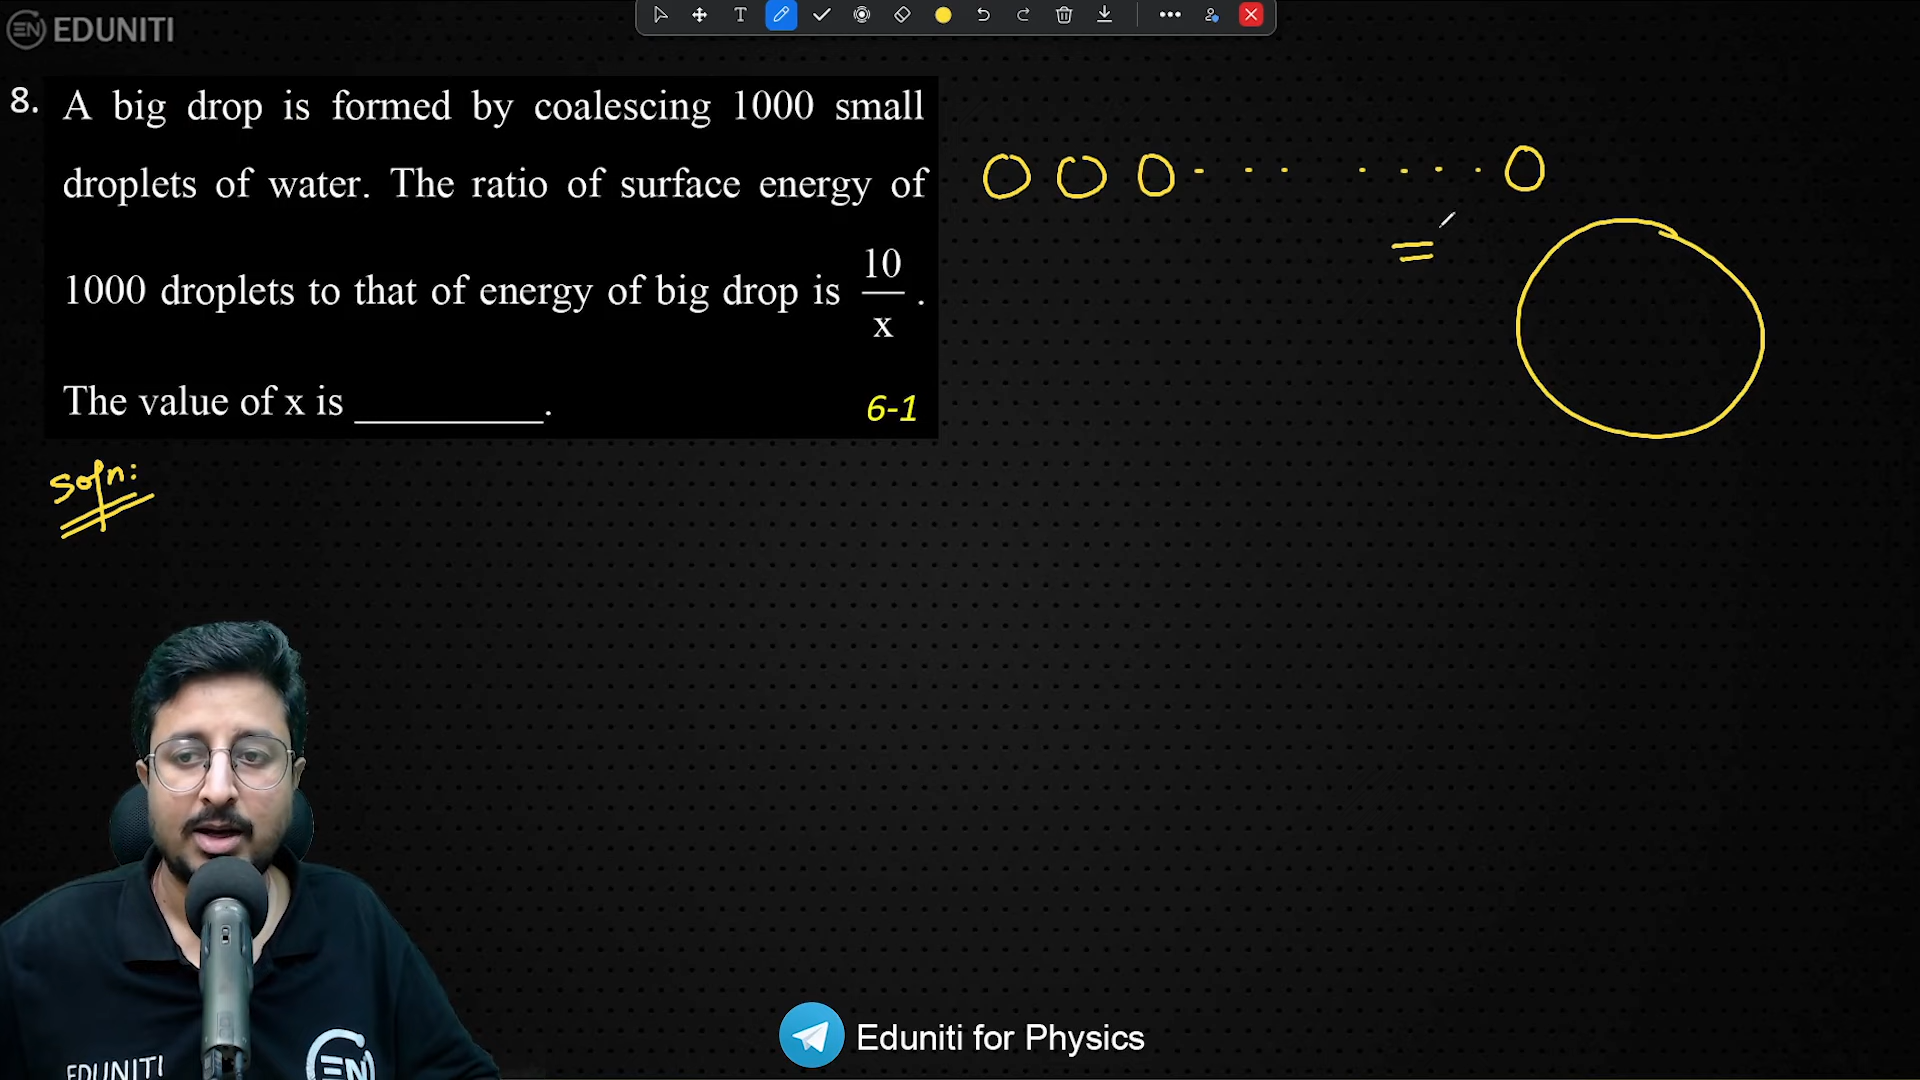 EN EDUNITI
T
8. A big drop is formed by coalescing 1000 small
droplets of water. The ratio of surface energy of
1000 droplets to that of energy of big drop is 10/x.
The value of x is _________.
6-1
Soln:
=
EDUNITI
EN
Eduniti for Physics